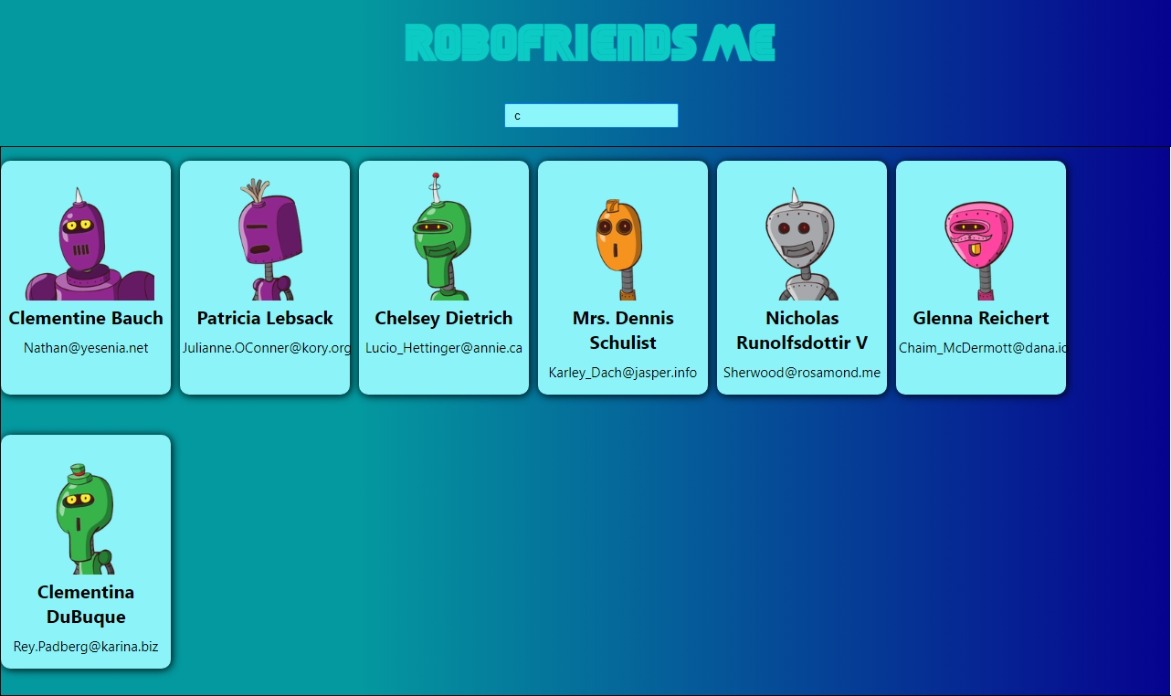 ROBOFRIENDS ME
c
Clementine Bauch
Nathan@yesenia.net
Patricia Lebsack
Julianne.OConner@kory.org
Chelsey Dietrich
Lucio_Hettinger@annie.ca
Mrs. Dennis
Schulist
Karley_Dach@jasper.info
Nicholas
Runolfsdottir V
Sherwood@rosamond.me
Glenna Reichert
Chaim_McDermott@dana.io
Clementina
DuBuque
Rey.Padberg@karina.biz